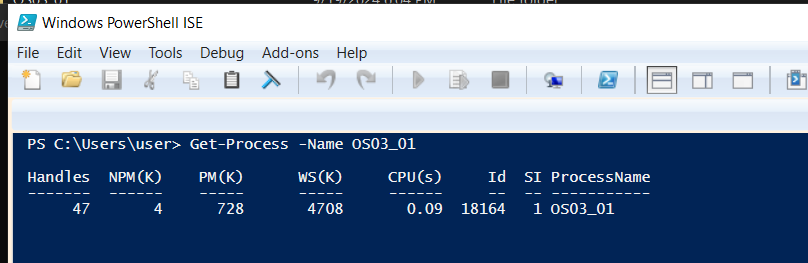 Windows PowerShell ISE
File Edit View Tools Debug Add-ons Help
PS C:\Users\user> Get-Process -Name OS03_01
Handles NPM(K) PM(K) WS(K) CPU(s) Id SI ProcessName
------- ------ ----- ----- ------ -- -- -----------
47 4 728 4708 0.09 18164 1 OS03_01